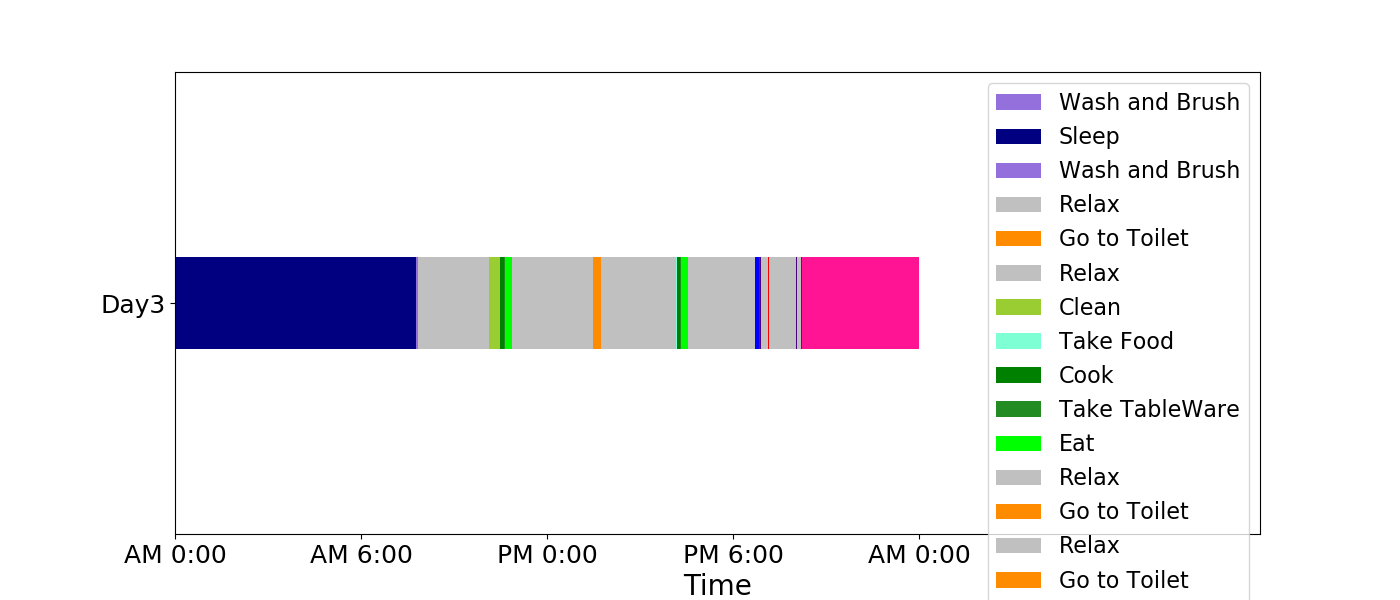 Wash and Brush
Sleep
Wash and Brush
Relax
Go to Toilet
Relax
Clean
Take Food
Cook
Take TableWare
Eat
Relax
Go to Toilet
Relax
Go to Toilet
Day3
AM 0:00 AM 6:00 PM 0:00 PM 6:00 AM 0:00
Time